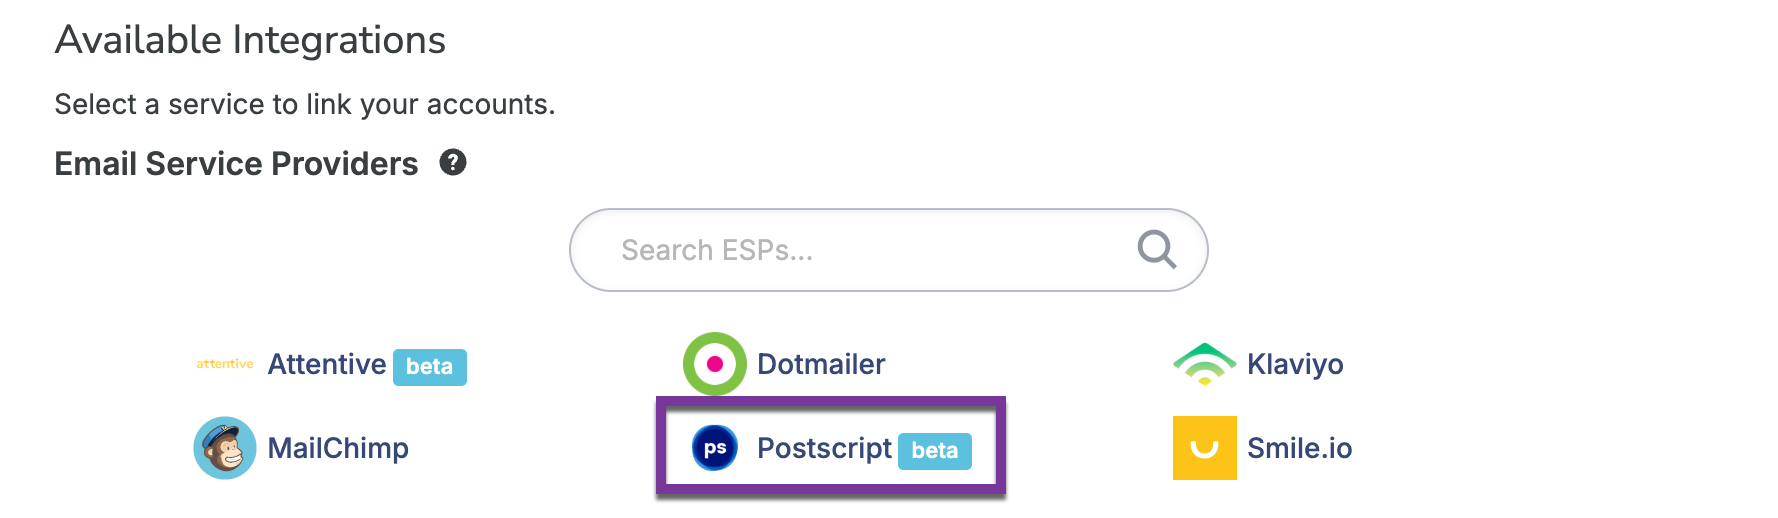 Available Integrations
Select a service to link your accounts.
Email Service Providers ?
Search ESPs...
attentive Attentive beta
Dotmailer
Klaviyo
MailChimp
ps Postscript beta
Smile.io